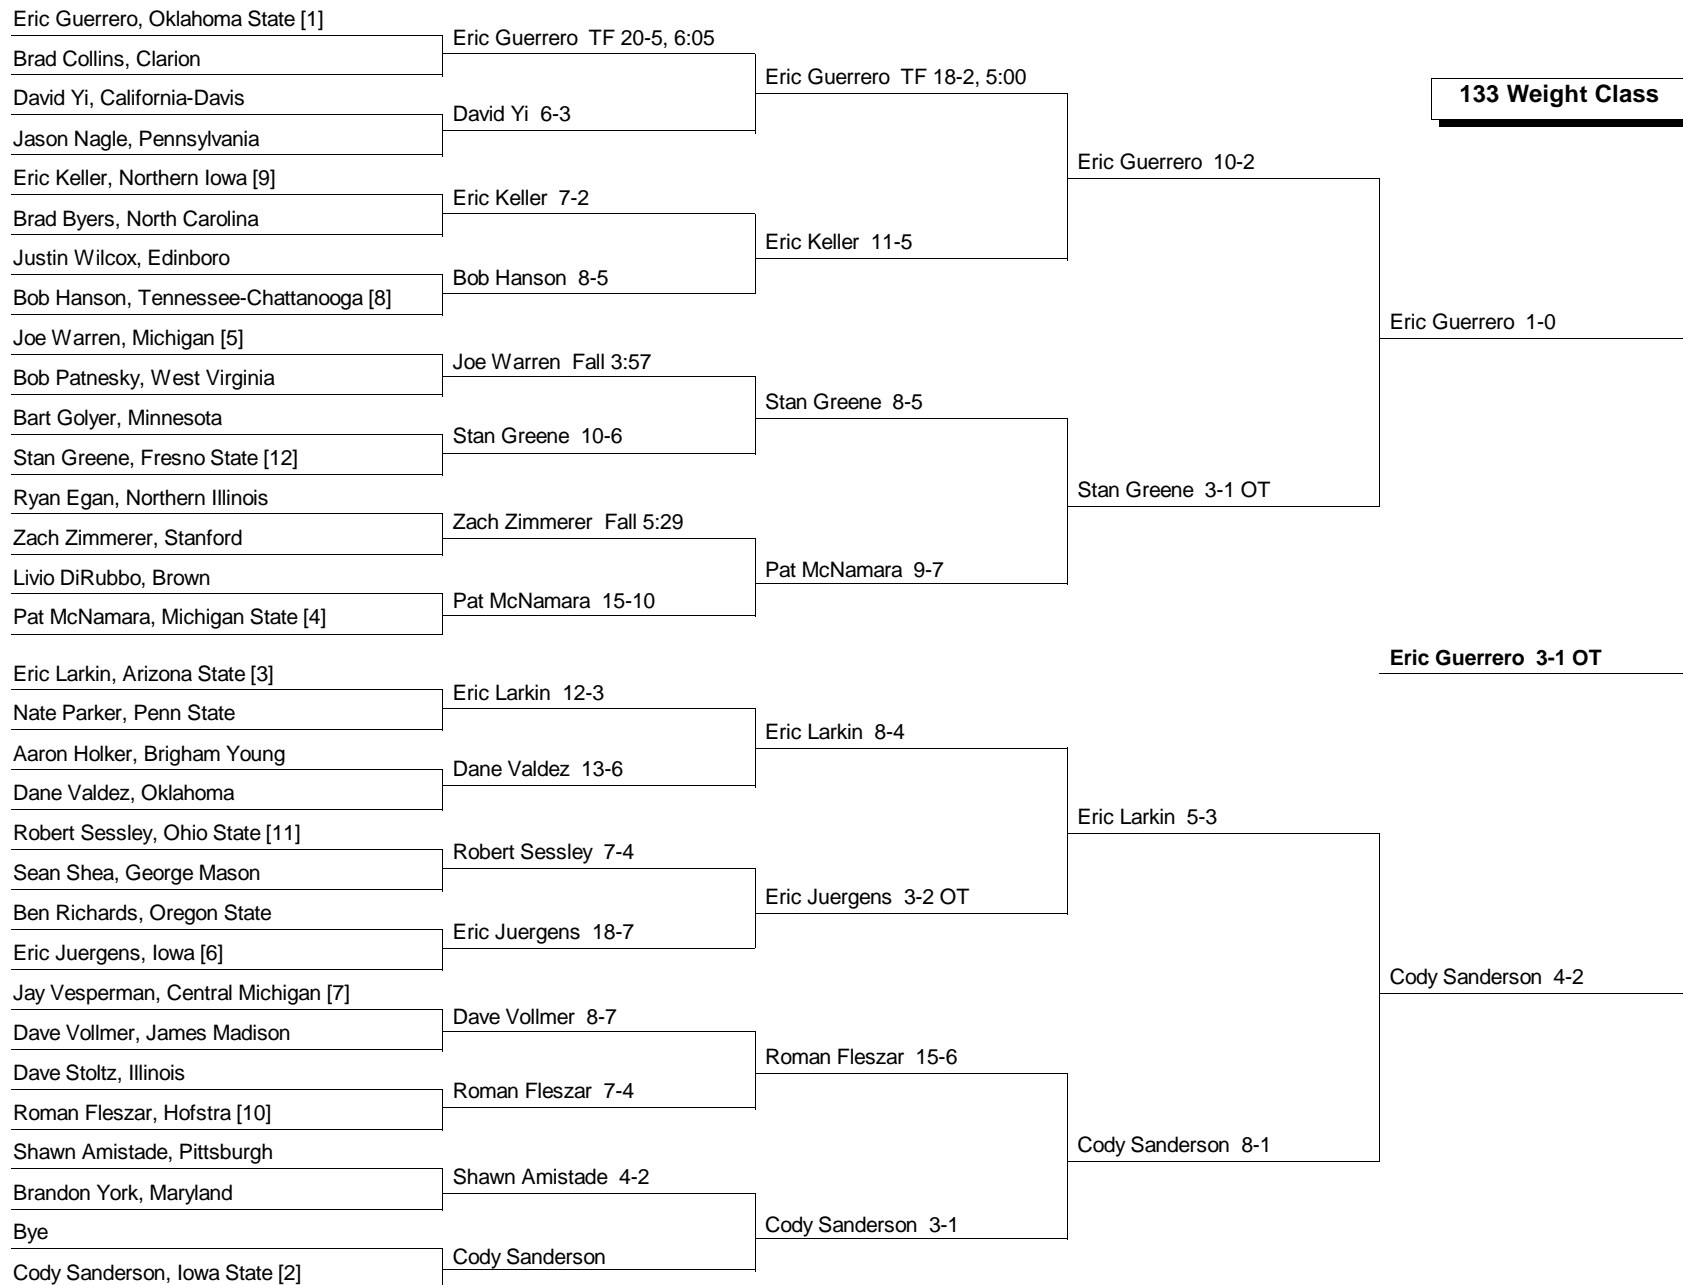 Eric Guerrero, Oklahoma State [1]
Brad Collins, Clarion
David Yi, California-Davis
Jason Nagle, Pennsylvania
Eric Keller, Northern Iowa [9]
Brad Byers, North Carolina
Justin Wilcox, Edinboro
Bob Hanson, Tennessee-Chattanooga [8]
Joe Warren, Michigan [5]
Bob Patnesky, West Virginia
Bart Golyer, Minnesota
Stan Greene, Fresno State [12]
Ryan Egan, Northern Illinois
Zach Zimmerer, Stanford
Livio DiRubbo, Brown
Pat McNamara, Michigan State [4]
Eric Larkin, Arizona State [3]
Nate Parker, Penn State
Aaron Holker, Brigham Young
Dane Valdez, Oklahoma
Robert Sessley, Ohio State [11]
Sean Shea, George Mason
Ben Richards, Oregon State
Eric Juergens, Iowa [6]
Jay Vesperman, Central Michigan [7]
Dave Vollmer, James Madison
Dave Stoltz, Illinois
Roman Fleszar, Hofstra [10]
Shawn Amistade, Pittsburgh
Brandon York, Maryland
Bye
Cody Sanderson, Iowa State [2]
Eric Guerrero TF 20-5, 6:05
David Yi 6-3
Eric Keller 7-2
Bob Hanson 8-5
Joe Warren Fall 3:57
Stan Greene 10-6
Zach Zimmerer Fall 5:29
Pat McNamara 15-10
Eric Larkin 12-3
Dane Valdez 13-6
Robert Sessley 7-4
Eric Juergens 18-7
Dave Vollmer 8-7
Roman Fleszar 7-4
Shawn Amistade 4-2
Cody Sanderson
Eric Guerrero TF 18-2, 5:00
Eric Keller 11-5
Stan Greene 8-5
Pat McNamara 9-7
Eric Larkin 8-4
Eric Juergens 3-2 OT
Roman Fleszar 15-6
Cody Sanderson 3-1
Eric Guerrero 10-2
Stan Greene 3-1 OT
Eric Larkin 5-3
Cody Sanderson 8-1
133 Weight Class
Eric Guerrero 1-0
Eric Guerrero 3-1 OT
Cody Sanderson 4-2